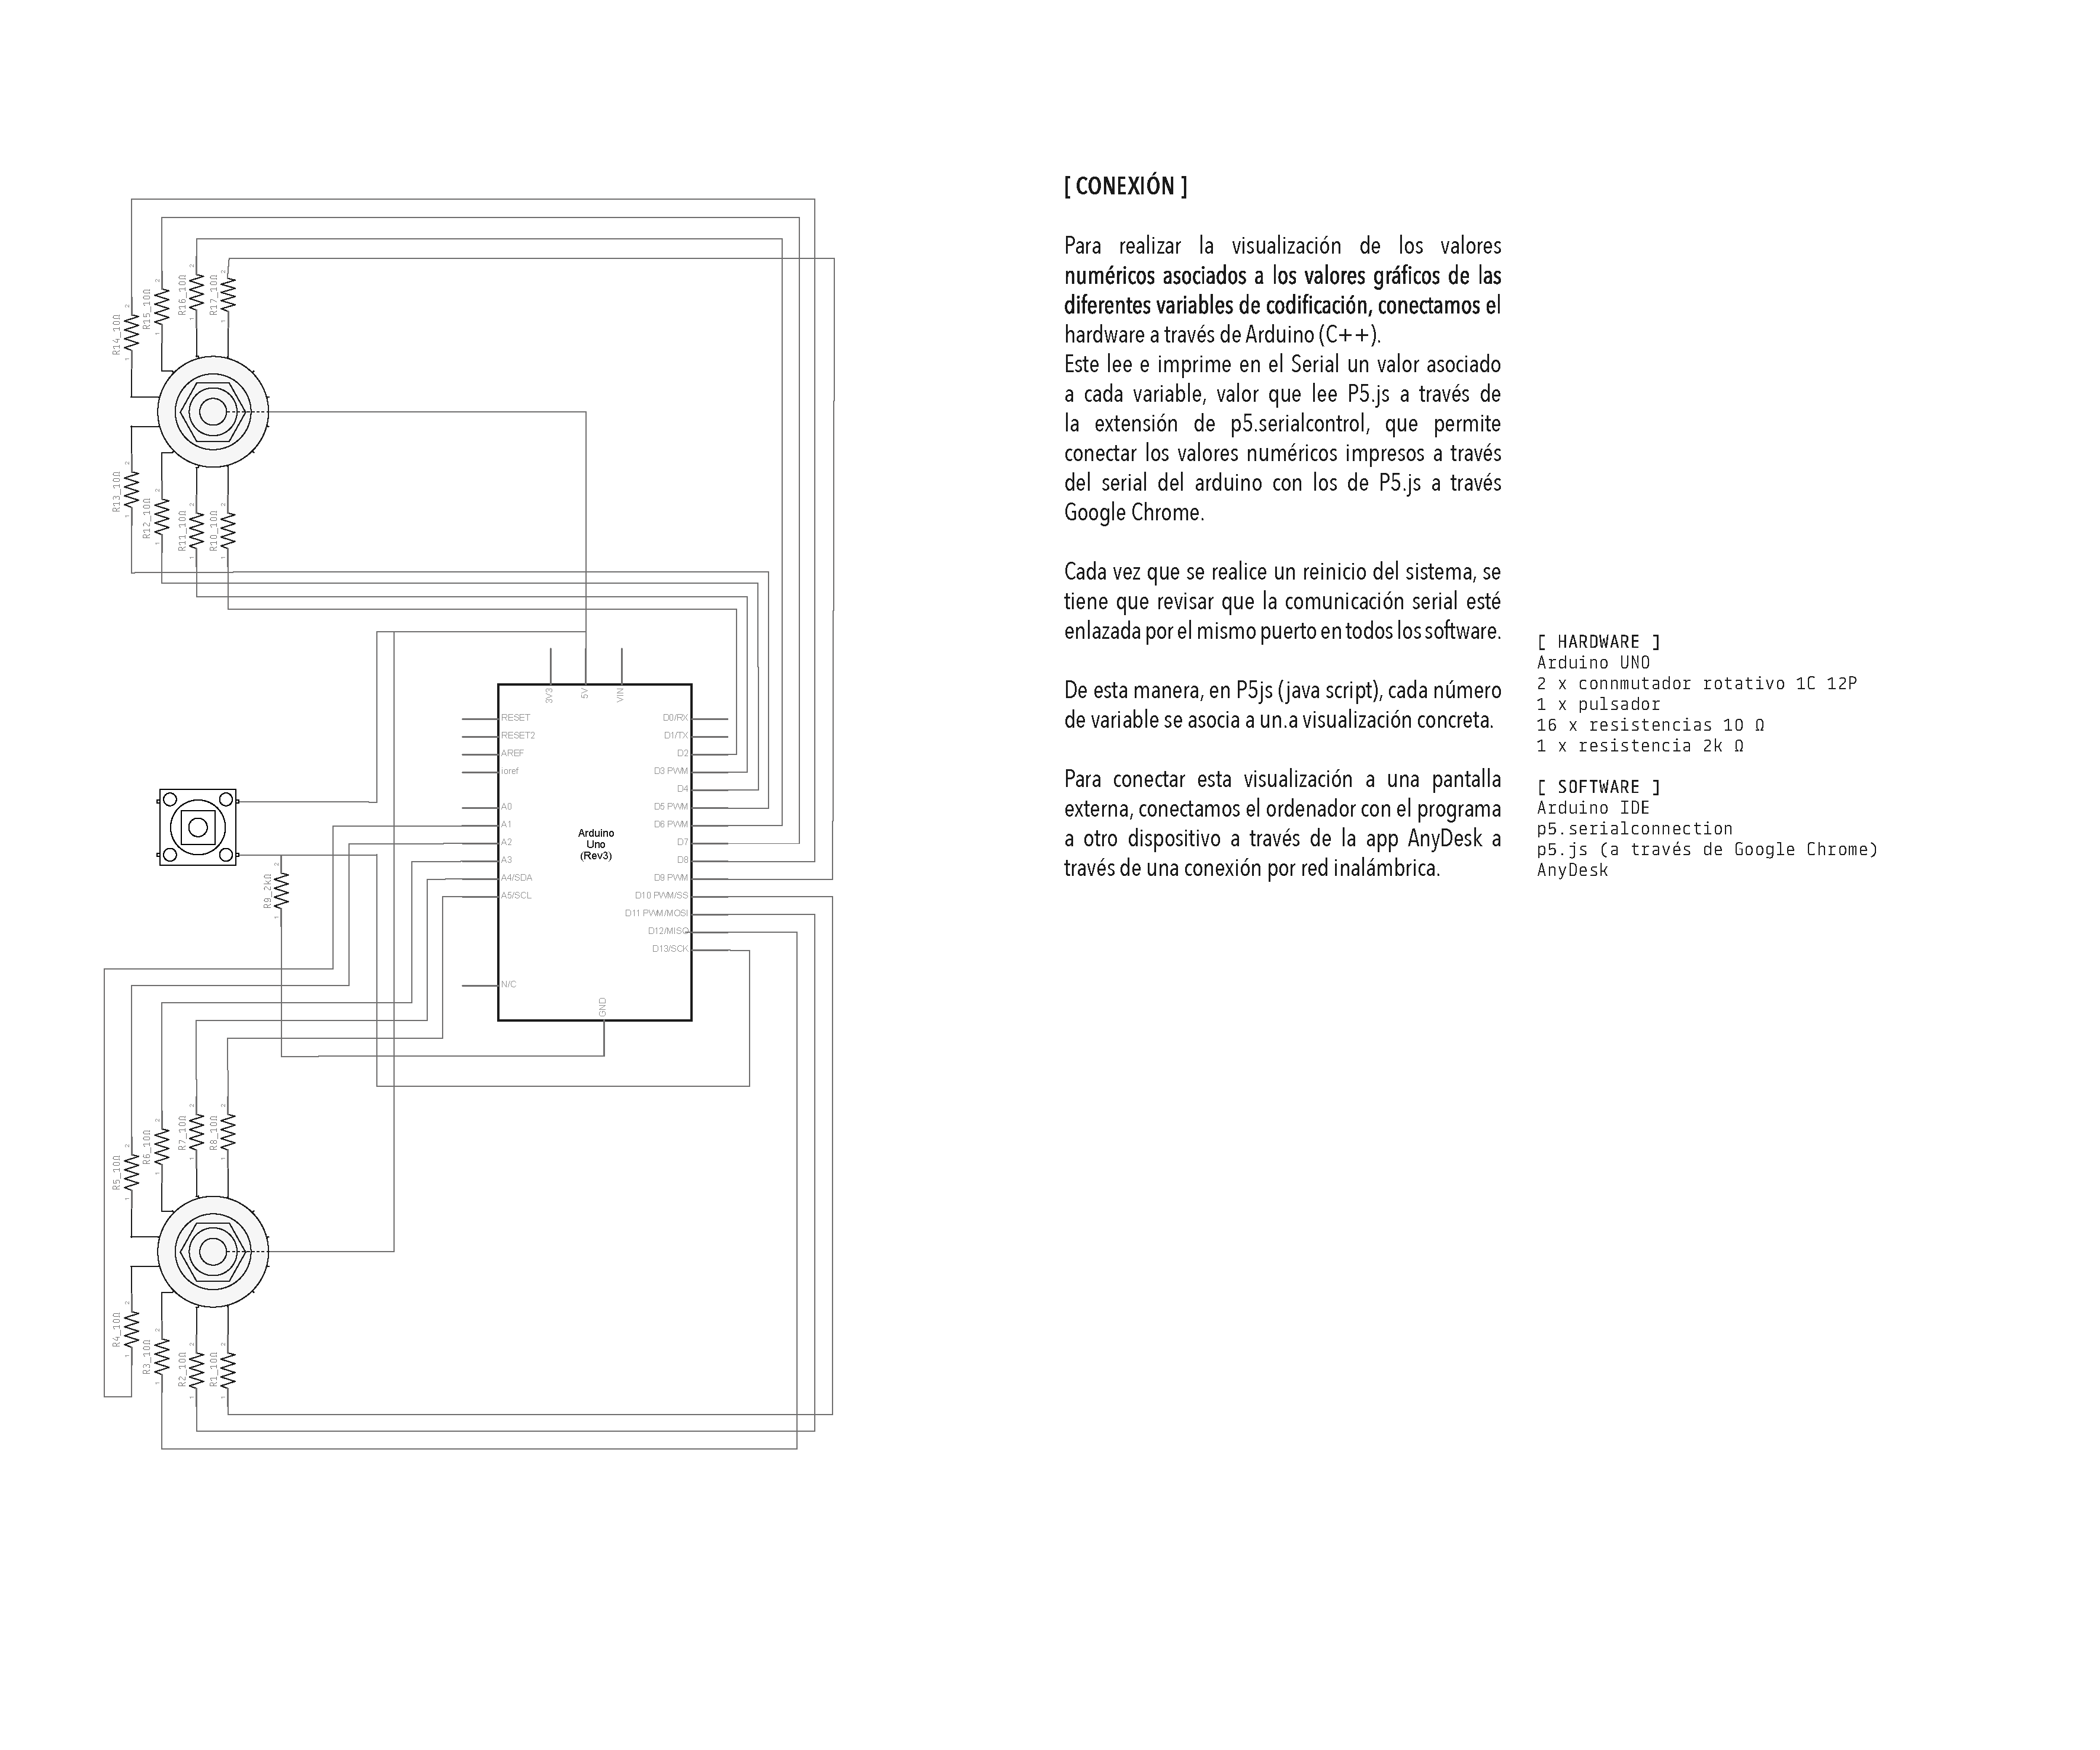 R14_10Ω
R15_10Ω
R16_10Ω
R17_10Ω
R13_10Ω
R12_10Ω
R11_10Ω
R10_10Ω
3V3
5V
VIN
RESET
RESET2
AREF
ioref
A0
A1
A2
A3
A4/SDA
A5/SCL
N/C
Arduino
Uno
(Rev3)
D0/RX
D1/TX
D2
D3 PWM
D4
D5 PWM
D6 PWM
D7
D8
D9 PWM
D10 PWM/SS
D11 PWM/MOSI
D12/MISO
D13/SCK
GND
R9_2kΩ
R5_10Ω
R6_10Ω
R7_10Ω
R8_10Ω
R4_10Ω
R3_10Ω
R2_10Ω
R1_10Ω
[ CONEXIÓN ]
Para realizar la visualización de los valores
numéricos asociados a los valores gráficos de las
diferentes variables de codificación, conectamos el
hardware a través de Arduino (C++).
Este lee e imprime en el Serial un valor asociado
a cada variable, valor que lee P5.js a través de
la extensión de p5.serialcontrol, que permite
conectar los valores numéricos impresos a través
del serial del arduino con los de P5.js a través
Google Chrome.
Cada vez que se realice un reinicio del sistema, se
tiene que revisar que la comunicación serial esté
enlazada por el mismo puerto en todos los software.
De esta manera, en P5js (java script), cada número
de variable se asocia a un.a visualización concreta.
Para conectar esta visualización a una pantalla
externa, conectamos el ordenador con el programa
a otro dispositivo a través de la app AnyDesk a
través de una conexión por red inalámbrica.
[ HARDWARE ]
Arduino UNO
2 x connmutador rotativo 1C 12P
1 x pulsador
16 x resistencias 10 Ω
1 x resistencia 2k Ω
[ SOFTWARE ]
Arduino IDE
p5.serialconnection
p5.js (a través de Google Chrome)
AnyDesk